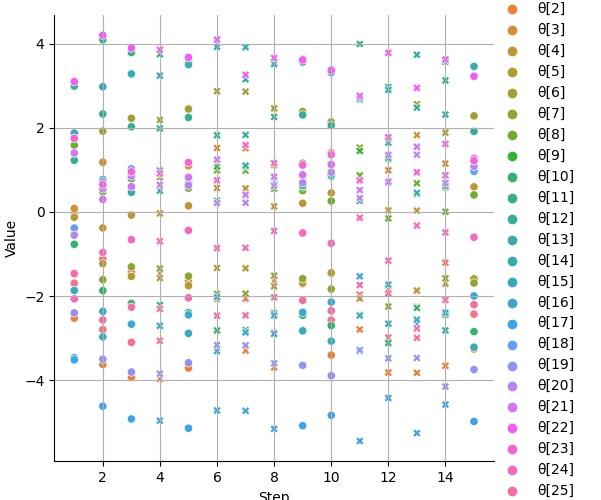 4
2
0
−2
−4
Value
2
4
6
8
10
12
14
Step
θ[2]
θ[3]
θ[4]
θ[5]
θ[6]
θ[7]
θ[8]
θ[9]
θ[10]
θ[11]
θ[12]
θ[13]
θ[14]
θ[15]
θ[16]
θ[17]
θ[18]
θ[19]
θ[20]
θ[21]
θ[22]
θ[23]
θ[24]
θ[25]